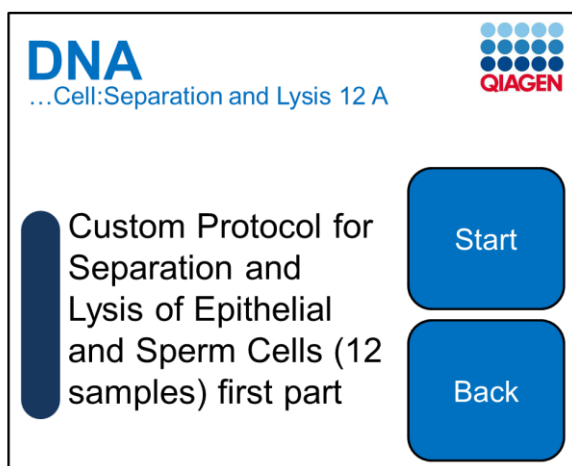 DNA
...Cell:Separation and Lysis 12 A
QIAGEN
Custom Protocol for
Separation and
Lysis of Epithelial
and Sperm Cells (12
samples) first part
Start
Back